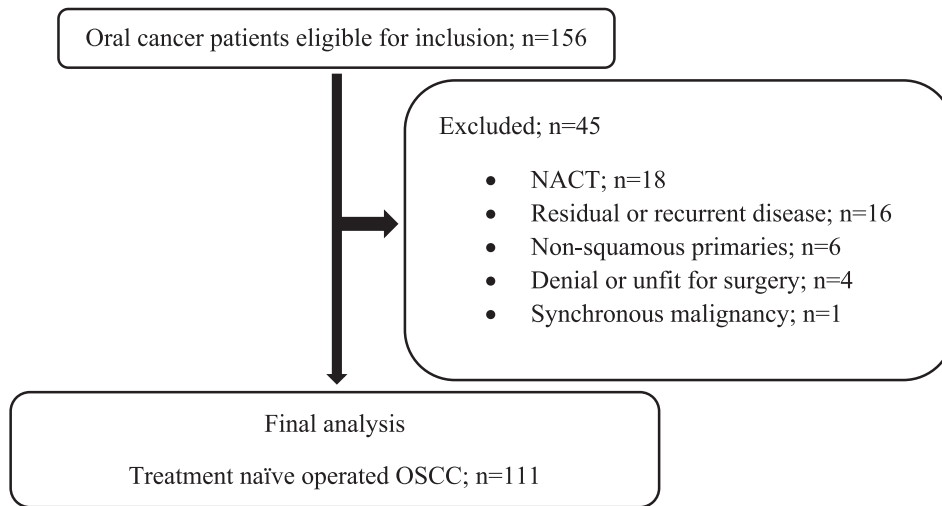 Oral cancer patients eligible for inclusion; n=156
Excluded; n=45
• NACT; n=18
• Residual or recurrent disease; n=16
• Non-squamous primaries; n=6
• Denial or unfit for surgery; n=4
• Synchronous malignancy; n=1
Final analysis
Treatment naïve operated OSCC; n=111